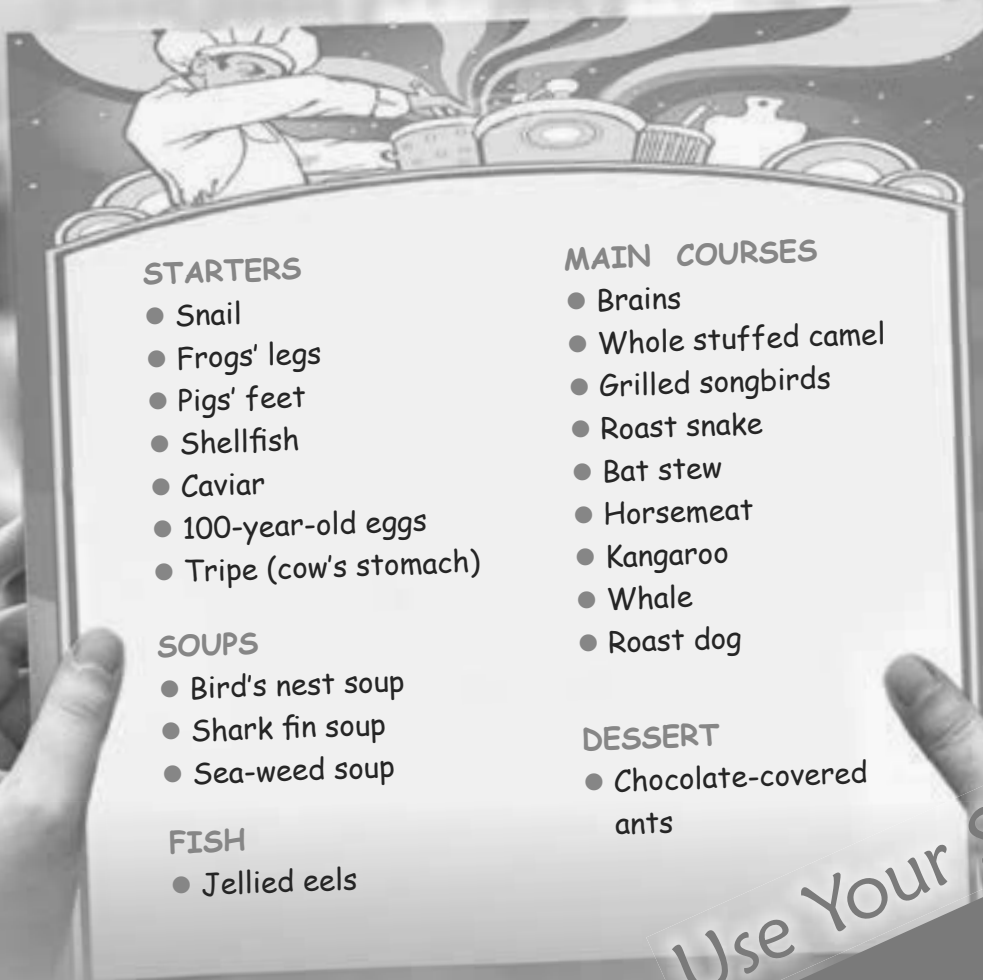 STARTERS
● Snail
● Frogs' legs
● Pigs' feet
● Shellfish
● Caviar
● 100-year-old eggs
● Tripe (cow's stomach)
SOUPS
● Bird's nest soup
● Shark fin soup
● Sea-weed soup
FISH
● Jellied eels
MAIN COURSES
● Brains
● Whole stuffed camel
● Grilled songbirds
● Roast snake
● Bat stew
● Horsemeat
● Kangaroo
● Whale
● Roast dog
DESSERT
● Chocolate-covered
ants
Use Your